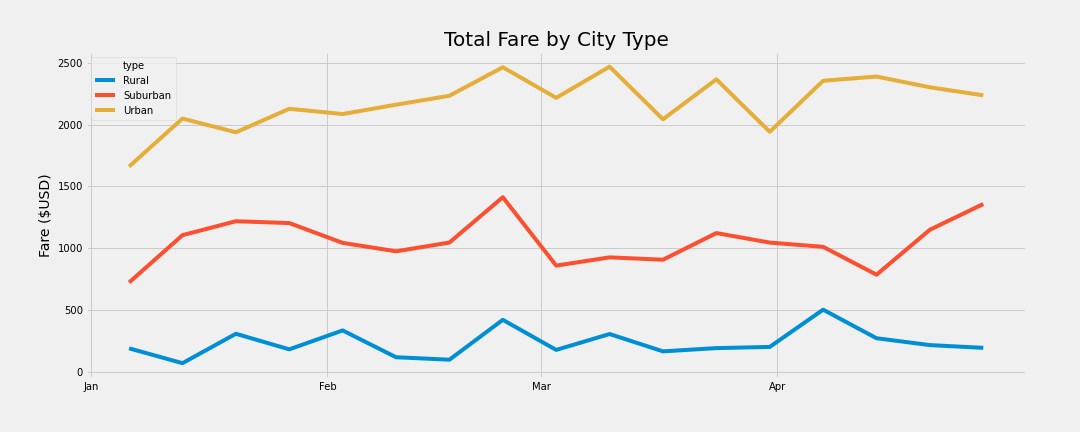 Total Fare by City Type
type
Rural
Suburban
Urban
Fare ($USD)
2500
2000
1500
1000
500
0
Jan Feb Mar Apr